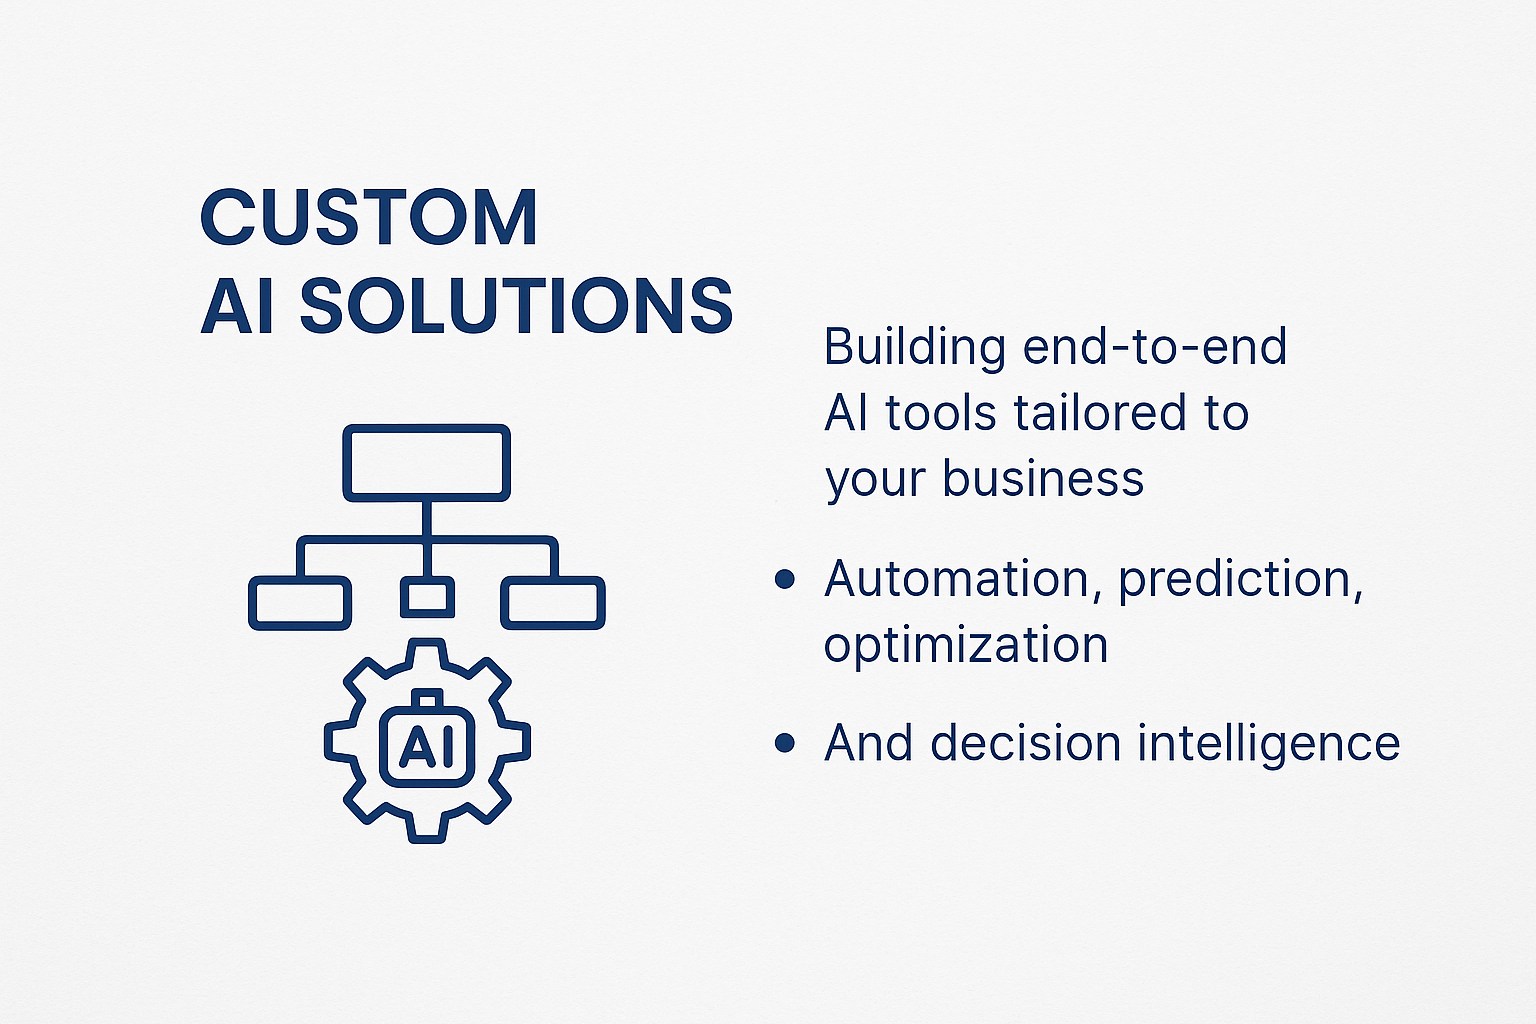 CUSTOM
AI SOLUTIONS
Building end-to-end
AI tools tailored to
your business
• Automation, prediction,
optimization
• And decision intelligence
AI